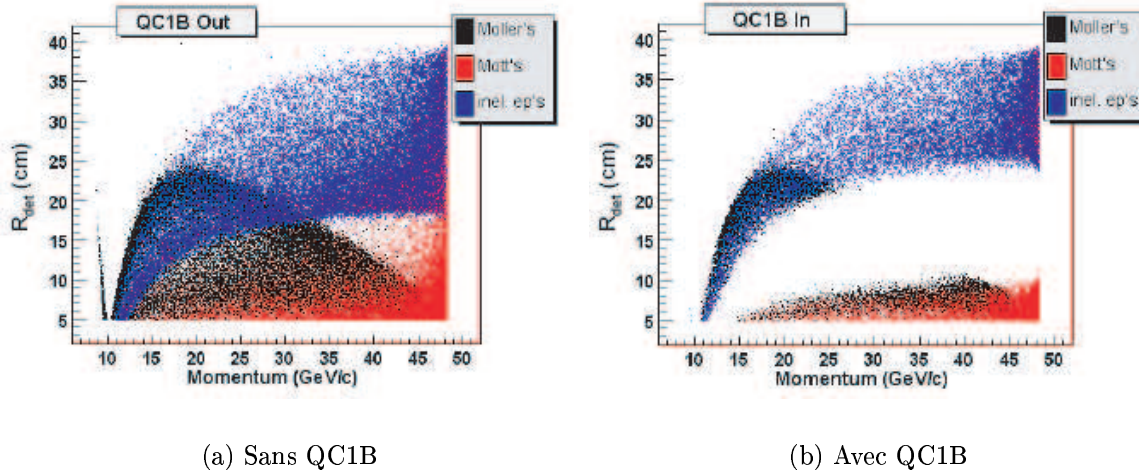 QC1B Out
Moller's
Mott's
inel. ep's
R_det (cm)
40
35
30
25
20
15
10
5
10 15 20 25 30 35 40 45 50
Momentum (GeV/c)
(a) Sans QC1B
QC1B In
Moller's
Mott's
inel. ep's
R_det (cm)
40
35
30
25
20
15
10
5
10 15 20 25 30 35 40 45 50
Momentum (GeV/c)
(b) Avec QC1B